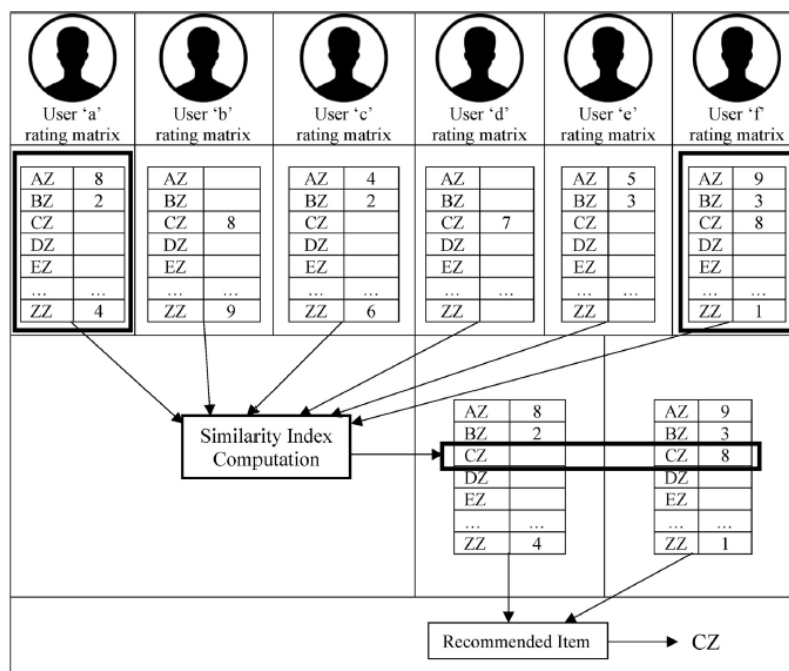 User ‘a’
rating matrix
User ‘b’
rating matrix
User ‘c’
rating matrix
User ‘d’
rating matrix
User ‘e’
rating matrix
User ‘f’
rating matrix
AZ 8
BZ 2
CZ
DZ
EZ
... ...
ZZ 4
AZ
BZ
CZ 8
DZ
EZ
... ...
ZZ 9
AZ 4
BZ 2
CZ
DZ
EZ
... ...
ZZ 6
AZ
BZ
CZ 7
DZ
EZ
... ...
ZZ
AZ 5
BZ 3
CZ
DZ
EZ
... ...
ZZ
AZ 9
BZ 3
CZ 8
DZ
EZ
... ...
ZZ 1
Similarity Index
Computation
AZ 8
BZ 2
CZ
DZ
EZ
... ...
ZZ 4
AZ 9
BZ 3
CZ 8
DZ
EZ
... ...
ZZ 1
Recommended Item
CZ